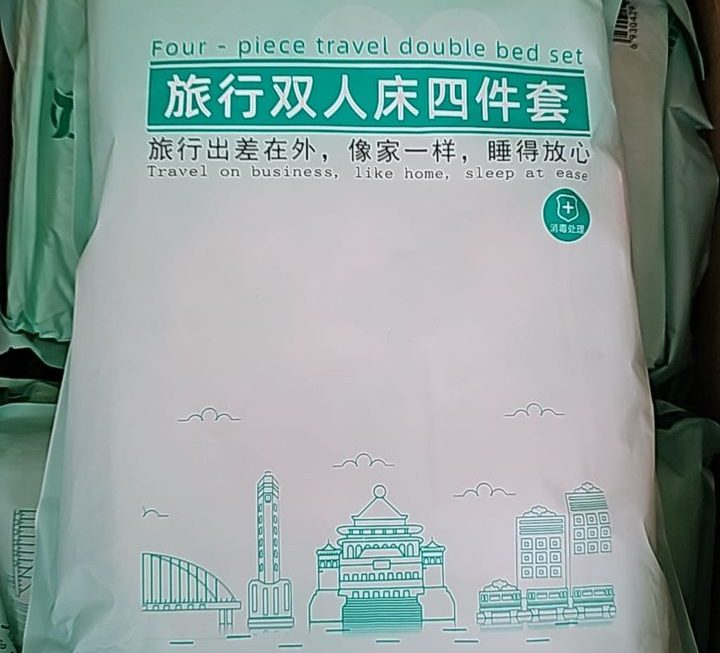 Four - piece travel double bed set
旅行双人床四件套
旅行出差在外，像家一样，睡得放心
Travel on business, like home, sleep at ease
消毒处理